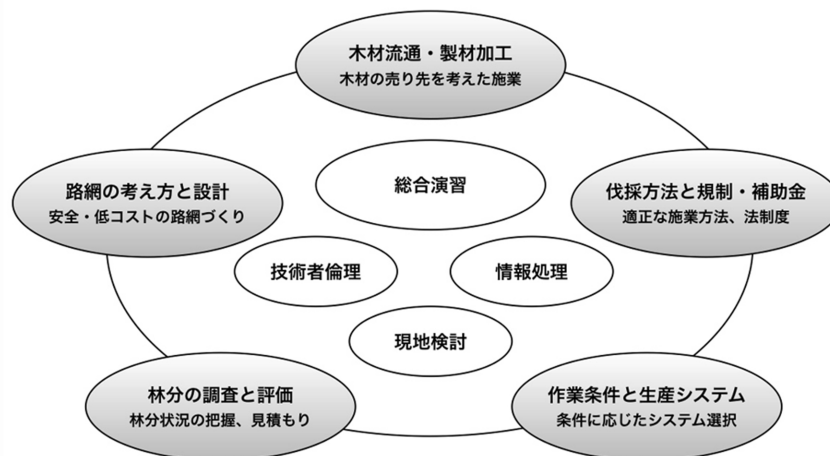 木材流通・製材加工
木材の売り先を考えた施業
路網の考え方と設計
安全・低コストの路網づくり
総合演習
伐採方法と規制・補助金
適正な施業方法、法制度
技術者倫理
情報処理
現地検討
林分の調査と評価
林分状況の把握、見積もり
作業条件と生産システム
条件に応じたシステム選択